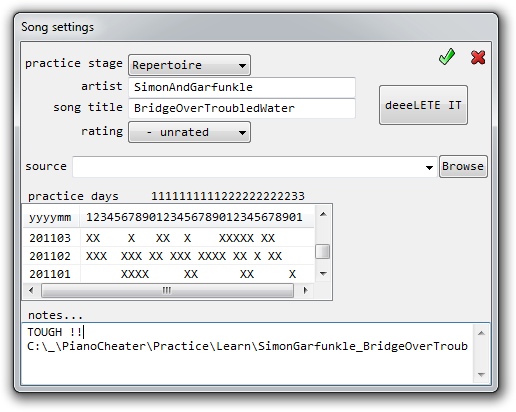 Song settings
practice stage Repertoire
artist SimonAndGarfunkle
song title BridgeOverTroubledWater
deeeLETE IT
rating - unrated
source Browse
practice days 1111111111222222222233
yyyymm 1234567890123456789012345678901
201103 XX    X   XX  X    XXXXX XX
201102 XXX  XXX XX XXX XXXX XX X XX
201101      XXXX     XX      XX     X
notes...
TOUGH !!
C:\_\PianoCheater\Practice\Learn\SimonGarfunkle_BridgeOverTroub